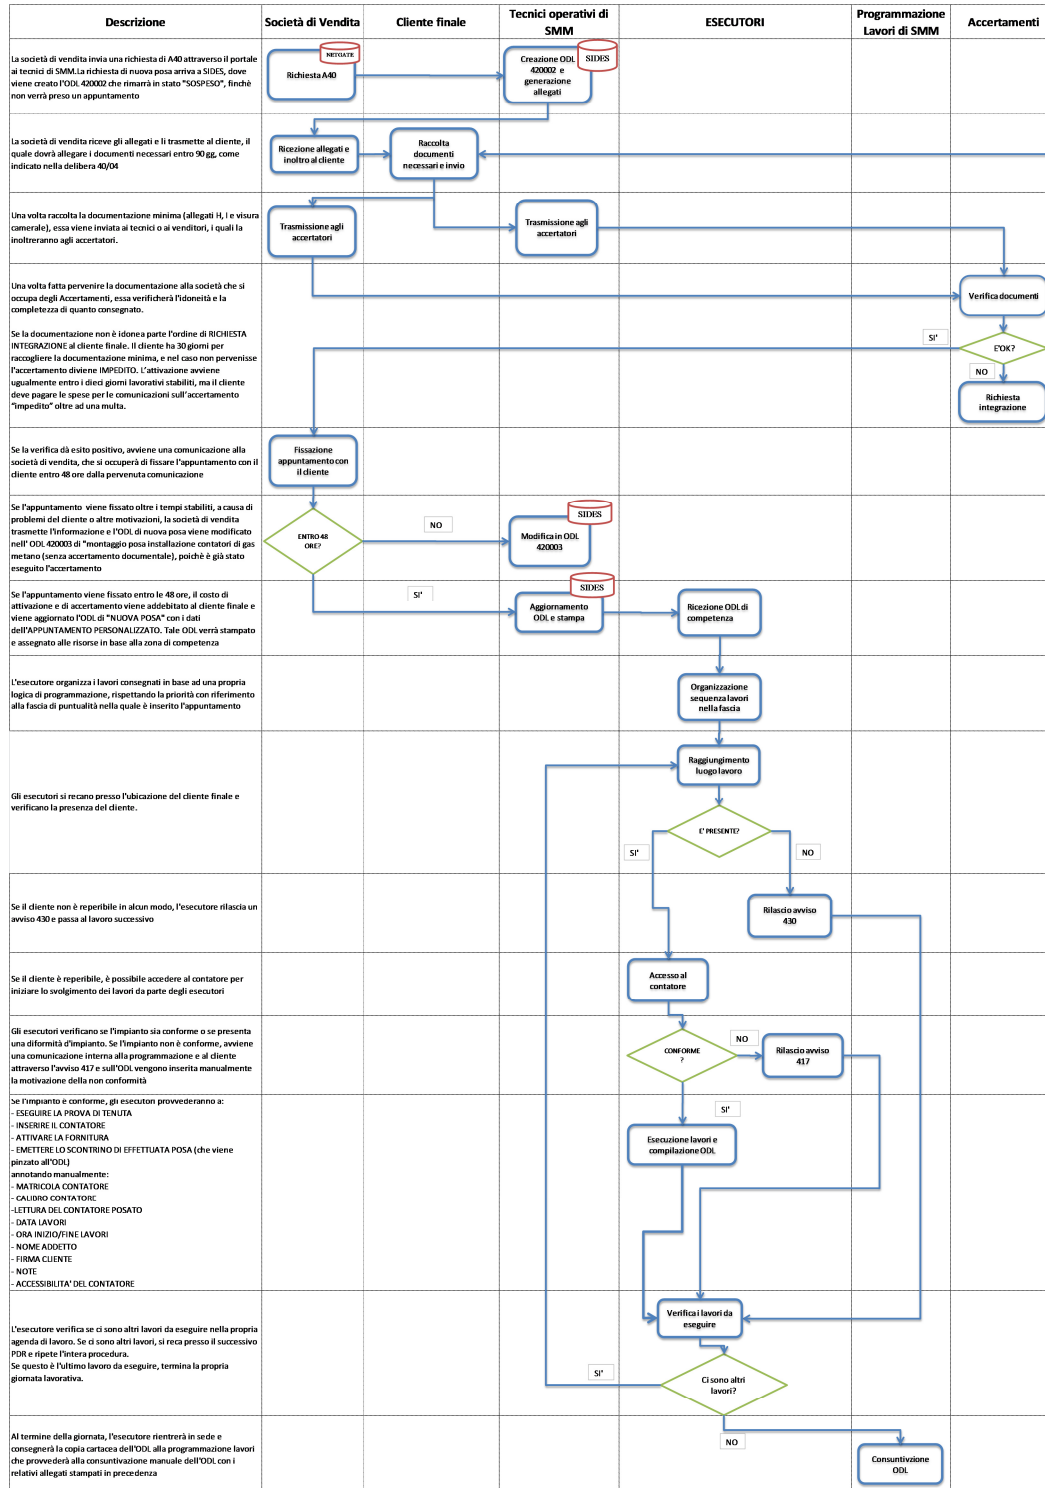 Descrizione
Società di Vendita
Cliente finale
Tecnici operativi di
SMM
ESECUTORI
Programmazione
Lavori di SMM
Accertamenti
La società di vendita invia una richiesta di A40 attraverso il portale
ai tecnici di SMM.La richiesta di nuova posa arriva a SIDES, dove
viene creato l'ODL 420002 che rimarrà in stato "SOSPESO", finchè
non verrà preso un appuntamento
NETGATE
Richiesta A40
SIDES
Creazione ODL
420002 e
generazione
allegati
La società di vendita riceve gli allegati e li trasmette al cliente, il
quale dovrà allegare i documenti necessari entro 90 gg, come
indicato nella delibera 40/04
Ricezione allegati e
inoltro al cliente
Raccolta
documenti
necessari e invio
Una volta raccolta la documentazione minima (allegati H, I e visura
camerale), essa viene inviata ai tecnici o ai venditori, i quali la
inoltreranno agli accertatori.
Trasmissione agli
accertatori
Trasmissione agli
accertatori
Una volta fatta pervenire la documentazione alla società che si
occupa degli Accertamenti, essa verificherà l'idoneità e la
completezza di quanto consegnato.
Se la documentazione non è idonea parte l'ordine di RICHIESTA
INTEGRAZIONE al cliente finale. Il cliente ha 30 giorni per
raccogliere la documentazione minima, e nel caso non pervenisse
l'accertamento diviene IMPEDITO. L'attivazione avviene
ugualmente entro i dieci giorni lavorativi stabiliti, ma il cliente
deve pagare le spese per le comunicazioni sull'accertamento
"impedito" oltre ad una multa.
Verifica documenti
SI'
E'OK?
NO
Richiesta
integrazione
Se la verifica dà esito positivo, avviene una comunicazione alla
società di vendita, che si occuperà di fissare l'appuntamento con il
cliente entro 48 ore dalla pervenuta comunicazione
Fissazione
appuntamento con
il cliente
Se l'appuntamento viene fissato oltre i tempi stabiliti, a causa di
problemi del cliente o altre motivazioni, la società di vendita
trasmette l'informazione e l'ODL di nuova posa viene modificato
nell' ODL 420003 di "montaggio posa installazione contatori di gas
metano (senza accertamento documentale), poichè è già stato
eseguito l'accertamento
ENTRO 48
ORE?
NO
SIDES
Modifica in ODL
420003
Se l'appuntamento viene fissato entro le 48 ore, il costo di
attivazione e di accertamento viene addebitato al cliente finale e
viene aggiornato l'ODL di "NUOVA POSA" con i dati
dell'APPUNTAMENTO PERSONALIZZATO. Tale ODL verrà stampato
e assegnato alle risorse in base alla zona di competenza
SI'
SIDES
Aggiornamento
ODL e stampa
Ricezione ODL di
competenza
L'esecutore organizza i lavori consegnati in base ad una propria
logica di programmazione, rispettando la priorità con riferimento
alla fascia di puntualità nella quale è inserito l'appuntamento
Organizzazione
sequenza lavori
nella fascia
Gli esecutori si recano presso l'ubicazione del cliente finale e
verificano la presenza del cliente.
Raggiungimento
luogo lavoro
E' PRESENTE?
SI'
NO
Se il cliente non è reperibile in alcun modo, l'esecutore rilascia un
avviso 430 e passa al lavoro successivo
Rilascio avviso
430
Se il cliente è reperibile, è possibile accedere al contatore per
iniziare lo svolgimento dei lavori da parte degli esecutori
Accesso al
contatore
Gli esecutori verificano se l'impianto sia conforme o se presenta
una diformità d'impianto. Se l'impianto non è conforme, avviene
una comunicazione interna alla programmazione e al cliente
attraverso l'avviso 417 e sull'ODL vengono inserita manualmente
la motivazione della non conformità
CONFORME
?
NO
Rilascio avviso
417
Se l'impianto è conforme, gli esecutori provvederanno a:
- ESEGUIRE LA PROVA DI TENUTA
- INSERIRE IL CONTATORE
- ATTIVARE LA FORNITURA
- EMETTERE LO SCONTRINO DI EFFETTUATA POSA (che viene
pinzato all'ODL)
annotando manualmente:
- MATRICOLA CONTATORE
- CALIBRO CONTATORE
-LETTURA DEL CONTATORE POSATO
- DATA LAVORI
- ORA INIZIO/FINE LAVORI
- NOME ADDETTO
- FIRMA CLIENTE
- NOTE
- ACCESSIBILITA' DEL CONTATORE
SI'
Esecuzione lavori e
compilazione ODL
L'esecutore verifica se ci sono altri lavori da eseguire nella propria
agenda di lavoro. Se ci sono altri lavori, si reca presso il successivo
PDR e ripete l'intera procedura.
Se questo è l'ultimo lavoro da eseguire, termina la propria
giornata lavorativa.
Verifica i lavori da
eseguire
SI'
Ci sono altri
lavori?
Al termine della giornata, l'esecutore rientrerà in sede e
consegnerà la copia cartacea dell'ODL alla programmazione lavori
che provvederà alla consuntivazione manuale dell'ODL con i
relativi allegati stampati in precedenza
NO
Consuntivzione
ODL